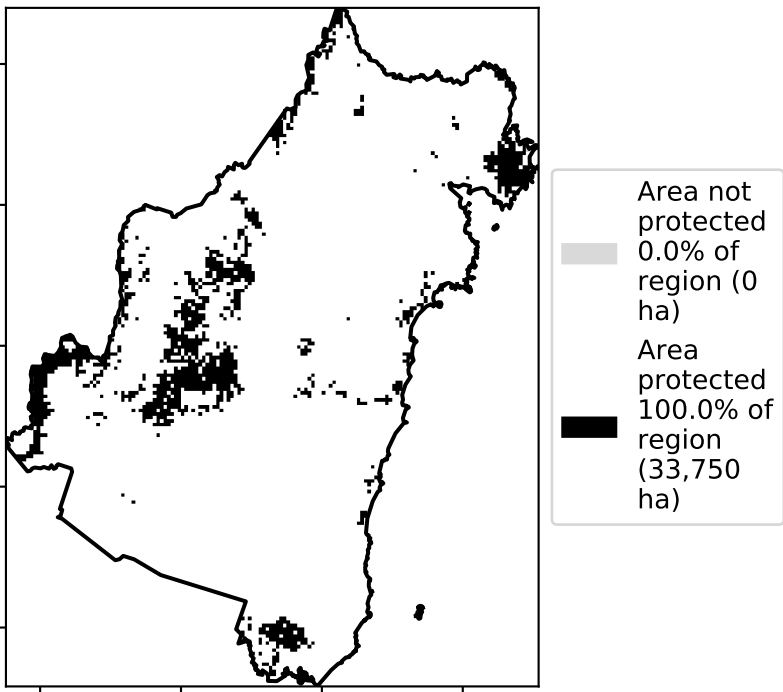 Area not
protected
0.0% of
region (0
ha)
Area
protected
100.0% of
region
(33,750
ha)